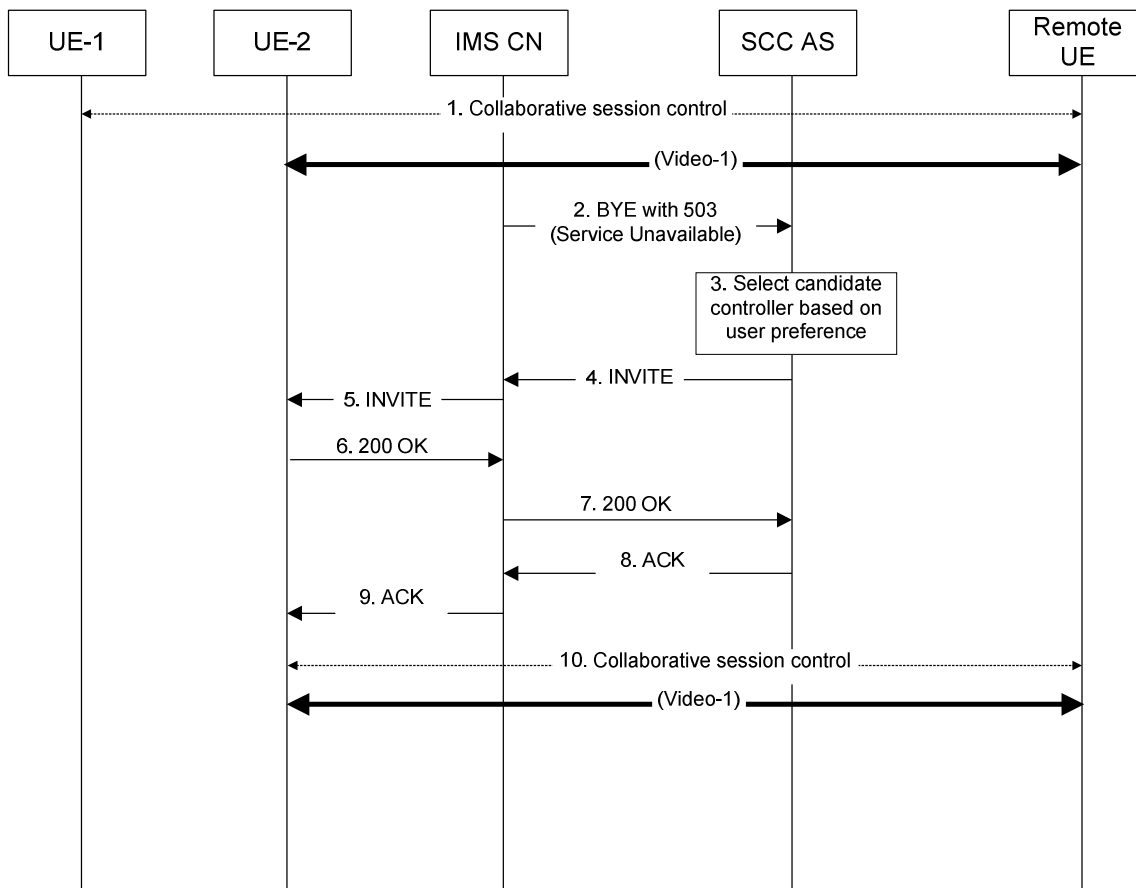 UE-1
UE-2
IMS CN
SCC AS
Remote
UE
1. Collaborative session control
(Video-1)
2. BYE with 503
(Service Unavailable)
3. Select candidate
controller based on
user preference
4. INVITE
5. INVITE
6. 200 OK
7. 200 OK
8. ACK
9. ACK
10. Collaborative session control
(Video-1)